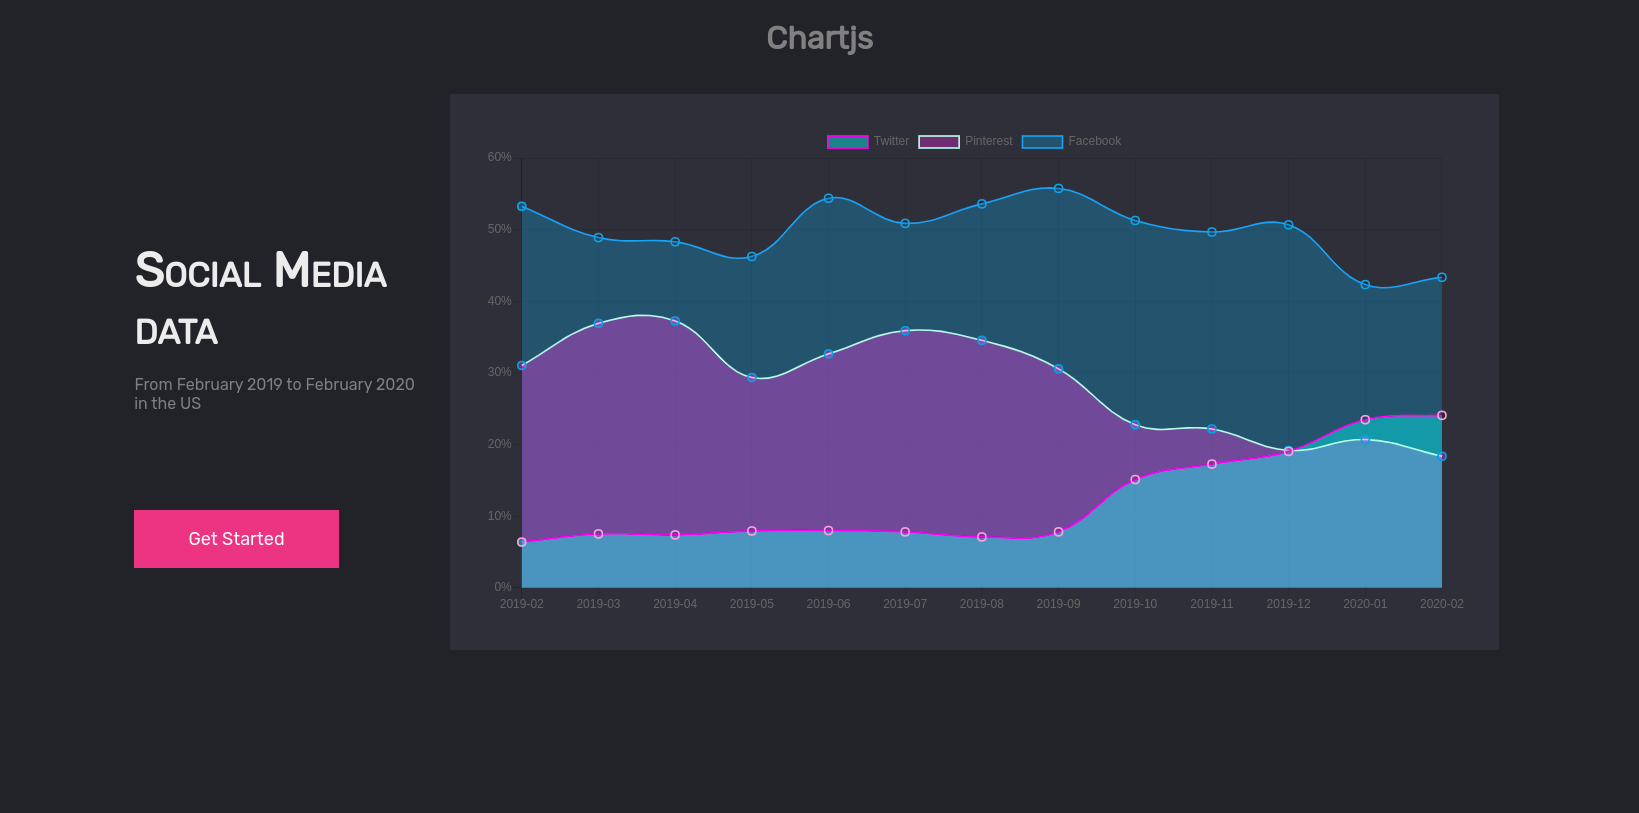 Chartjs
Social Media
data
From February 2019 to February 2020
in the US
Get Started
Twitter Pinterest Facebook
60%
50%
40%
30%
20%
10%
0%
2019-02 2019-03 2019-04 2019-05 2019-06 2019-07 2019-08 2019-09 2019-10 2019-11 2019-12 2020-01 2020-02